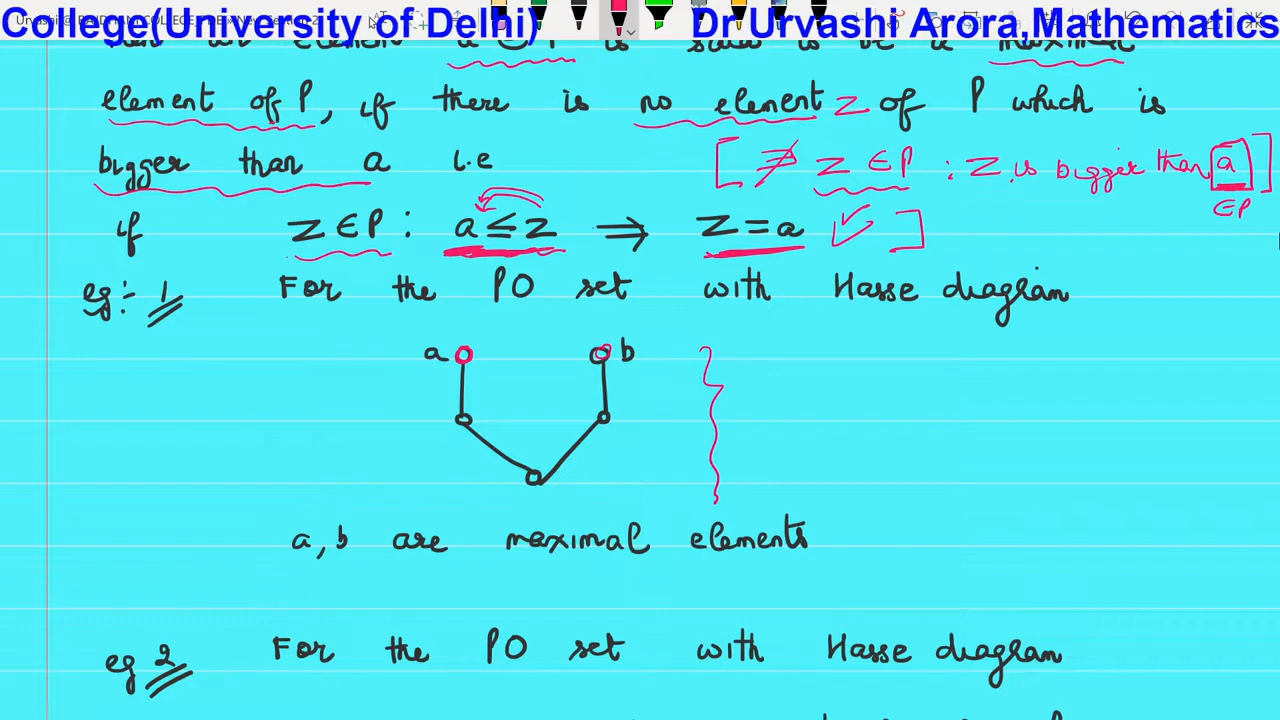 College(University of Delhi) Dr Urvashi Arora,Mathematics
element of P, if there is no element z of P which is
bigger than a i.e [ ∄ z ∈ P : z is bigger than a ]
∈P
if z ∈ P : a ≤ z ⇒ z = a ✓ ]
eg:- 1 For the PO set with Hasse diagram
a b
a, b are maximal elements
eg 2 For the PO set with Hasse diagram